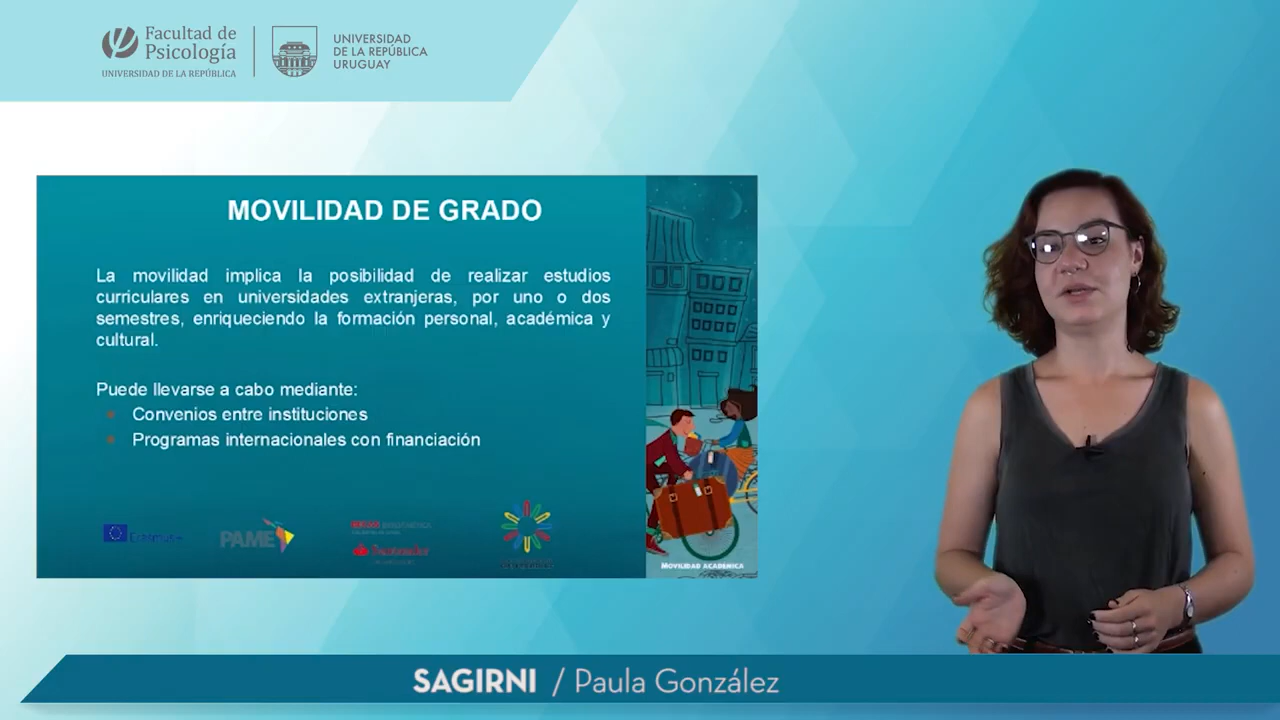 Facultad de
Psicología
UNIVERSIDAD DE LA REPÚBLICA
UNIVERSIDAD
DE LA REPÚBLICA
URUGUAY
MOVILIDAD DE GRADO
La movilidad implica la posibilidad de realizar estudios
curriculares en universidades extranjeras, por uno o dos
semestres, enriqueciendo la formación personal, académica y
cultural.
Puede llevarse a cabo mediante:
Convenios entre instituciones
Programas internacionales con financiación
Erasmus+
PAME
Santander
MOVILIDAD ACADÉMICA
SAGIRNI / Paula González